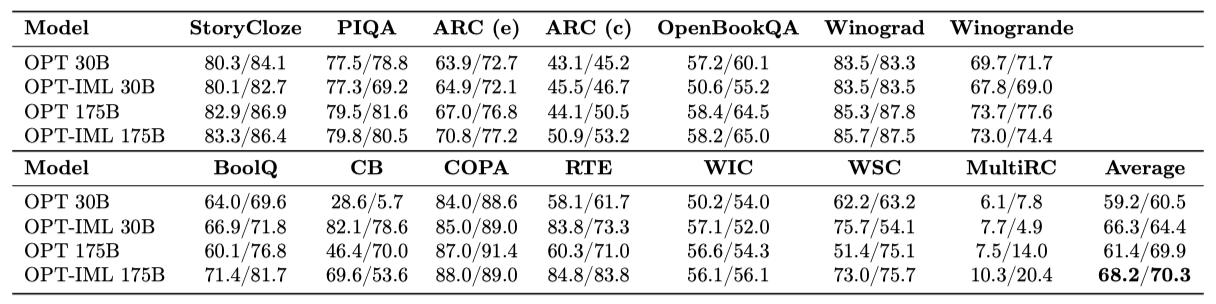 Model StoryCloze PIQA ARC (e) ARC (c) OpenBookQA Winograd Winogrande
OPT 30B 80.3/84.1 77.5/78.8 63.9/72.7 43.1/45.2 57.2/60.1 83.5/83.3 69.7/71.7
OPT-IML 30B 80.1/82.7 77.3/69.2 64.9/72.1 45.5/46.7 50.6/55.2 83.5/83.5 67.8/69.0
OPT 175B 82.9/86.9 79.5/81.6 67.0/76.8 44.1/50.5 58.4/64.5 85.3/87.8 73.7/77.6
OPT-IML 175B 83.3/86.4 79.8/80.5 70.8/77.2 50.9/53.2 58.2/65.0 85.7/87.5 73.0/74.4
Model BoolQ CB COPA RTE WIC WSC MultiRC Average
OPT 30B 64.0/69.6 28.6/5.7 84.0/88.6 58.1/61.7 50.2/54.0 62.2/63.2 6.1/7.8 59.2/60.5
OPT-IML 30B 66.9/71.8 82.1/78.6 85.0/89.0 83.8/73.3 57.1/52.0 75.7/54.1 7.7/4.9 66.3/64.4
OPT 175B 60.1/76.8 46.4/70.0 87.0/91.4 60.3/71.0 56.6/54.3 51.4/75.1 7.5/14.0 61.4/69.9
OPT-IML 175B 71.4/81.7 69.6/53.6 88.0/89.0 84.8/83.8 56.1/56.1 73.0/75.7 10.3/20.4 68.2/70.3